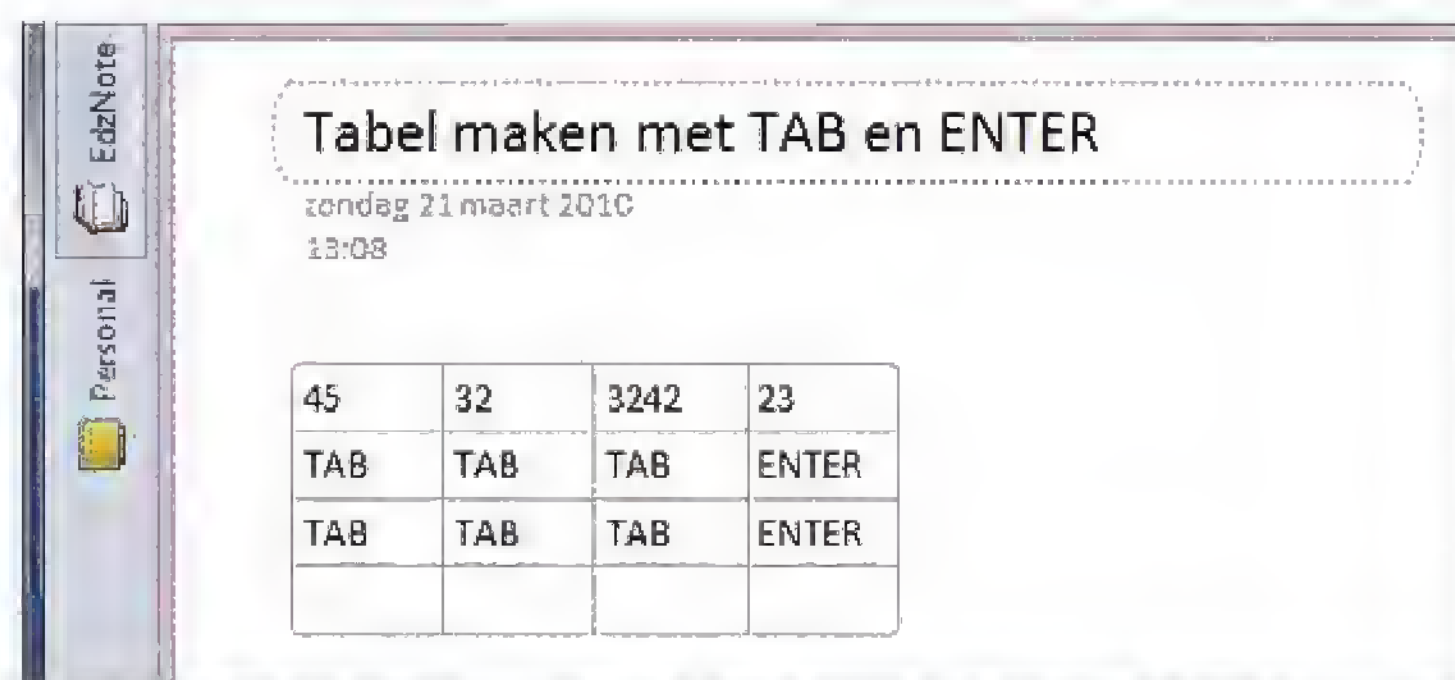 EdzNote
Personal
Tabel maken met TAB en ENTER
zondag 21 maart 2010
13:08
45 32 3242 23
TAB TAB TAB ENTER
TAB TAB TAB ENTER